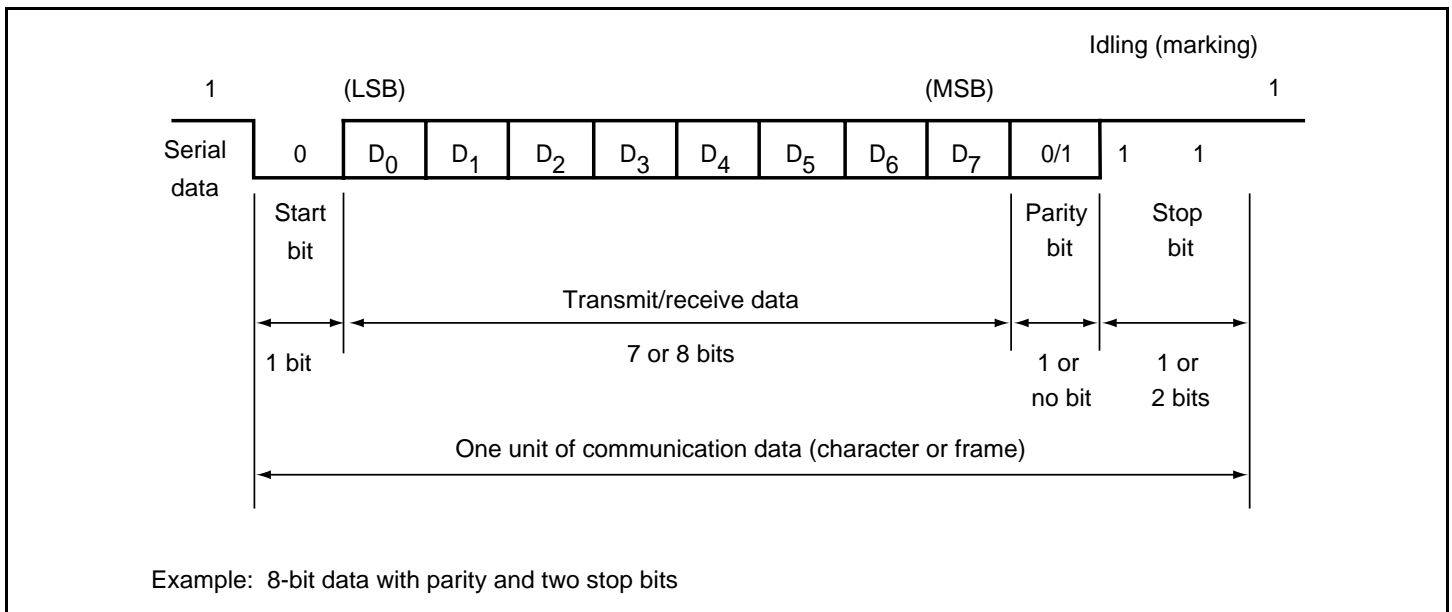 Idling (marking)
1 (LSB) (MSB) 1
Serial data
0 D0 D1 D2 D3 D4 D5 D6 D7 0/1 1 1
Start bit
Parity bit
Stop bit
Transmit/receive data
1 bit
7 or 8 bits
1 or no bit
1 or 2 bits
One unit of communication data (character or frame)
Example: 8-bit data with parity and two stop bits